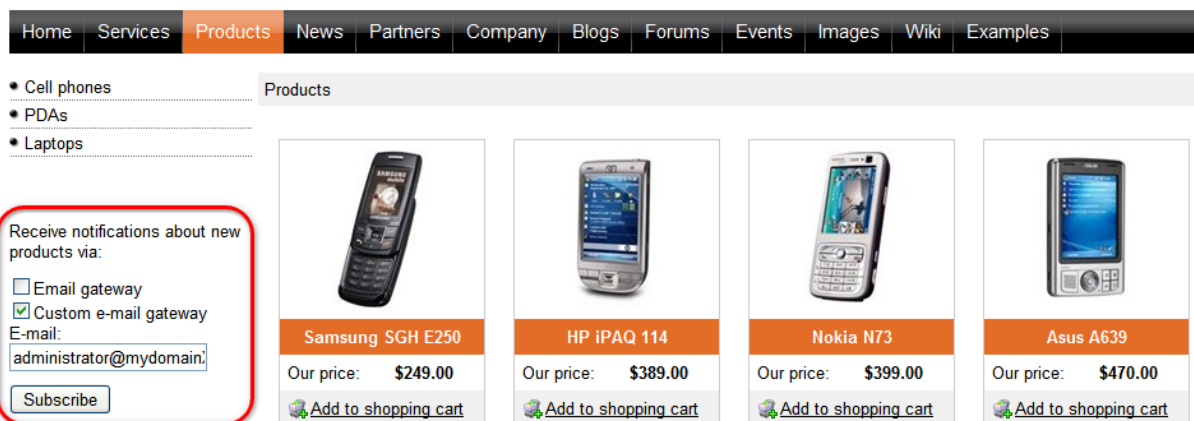 Home Services Products News Partners Company Blogs Forums Events Images Wiki Examples
Cell phones
PDAs
Laptops
Products
Receive notifications about new
products via:
Email gateway
Custom e-mail gateway
E-mail:
administrator@mydomain
Subscribe
SAMSUNG
mobile
Samsung SGH E250
Our price: $249.00
Add to shopping cart
HP iPAQ 114
Our price: $389.00
Add to shopping cart
Nokia N73
Our price: $399.00
Add to shopping cart
Asus A639
Our price: $470.00
Add to shopping cart